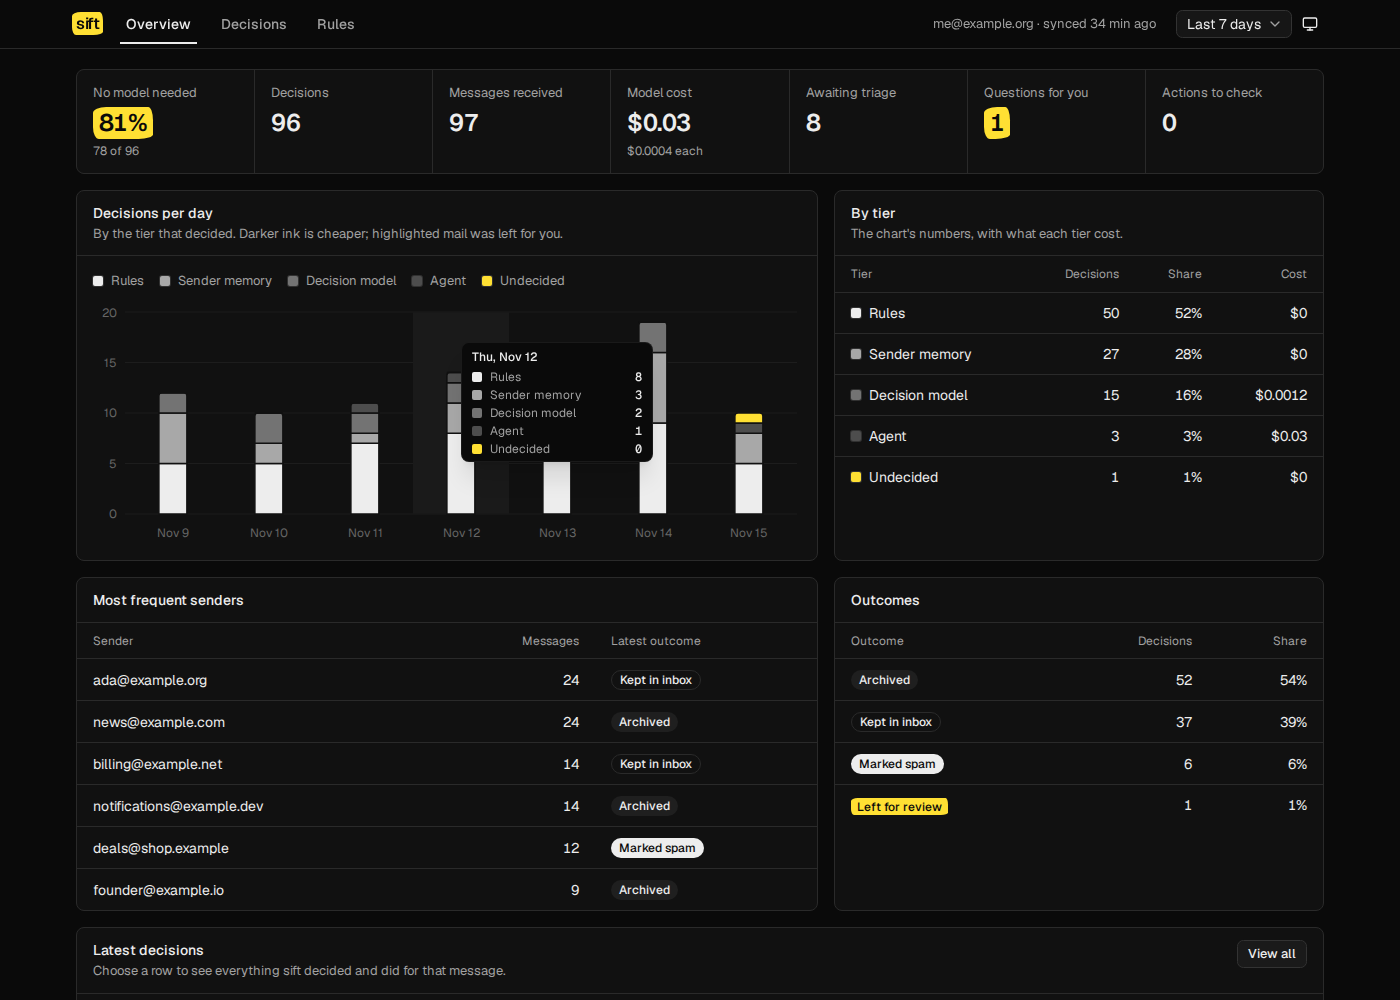 sift Overview Decisions Rules me@example.org · synced 34 min ago Last 7 days
No model needed Decisions Messages received Model cost Awaiting triage Questions for you Actions to check
81% 96 97 $0.03 8 1 0
78 of 96 $0.0004 each
Decisions per day
By the tier that decided. Darker ink is cheaper; highlighted mail was left for you.
Rules Sender memory Decision model Agent Undecided
20
15
10
5
0
Nov 9 Nov 10 Nov 11 Nov 12 Nov 13 Nov 14 Nov 15
Thu, Nov 12
Rules 8
Sender memory 3
Decision model 2
Agent 1
Undecided 0
By tier
The chart's numbers, with what each tier cost.
Tier Decisions Share Cost
Rules 50 52% $0
Sender memory 27 28% $0
Decision model 15 16% $0.0012
Agent 3 3% $0.03
Undecided 1 1% $0
Most frequent senders
Sender Messages Latest outcome
ada@example.org 24 Kept in inbox
news@example.com 24 Archived
billing@example.net 14 Kept in inbox
notifications@example.dev 14 Archived
deals@shop.example 12 Marked spam
founder@example.io 9 Archived
Outcomes
Outcome Decisions Share
Archived 52 54%
Kept in inbox 37 39%
Marked spam 6 6%
Left for review 1 1%
Latest decisions
Choose a row to see everything sift decided and did for that message.
View all